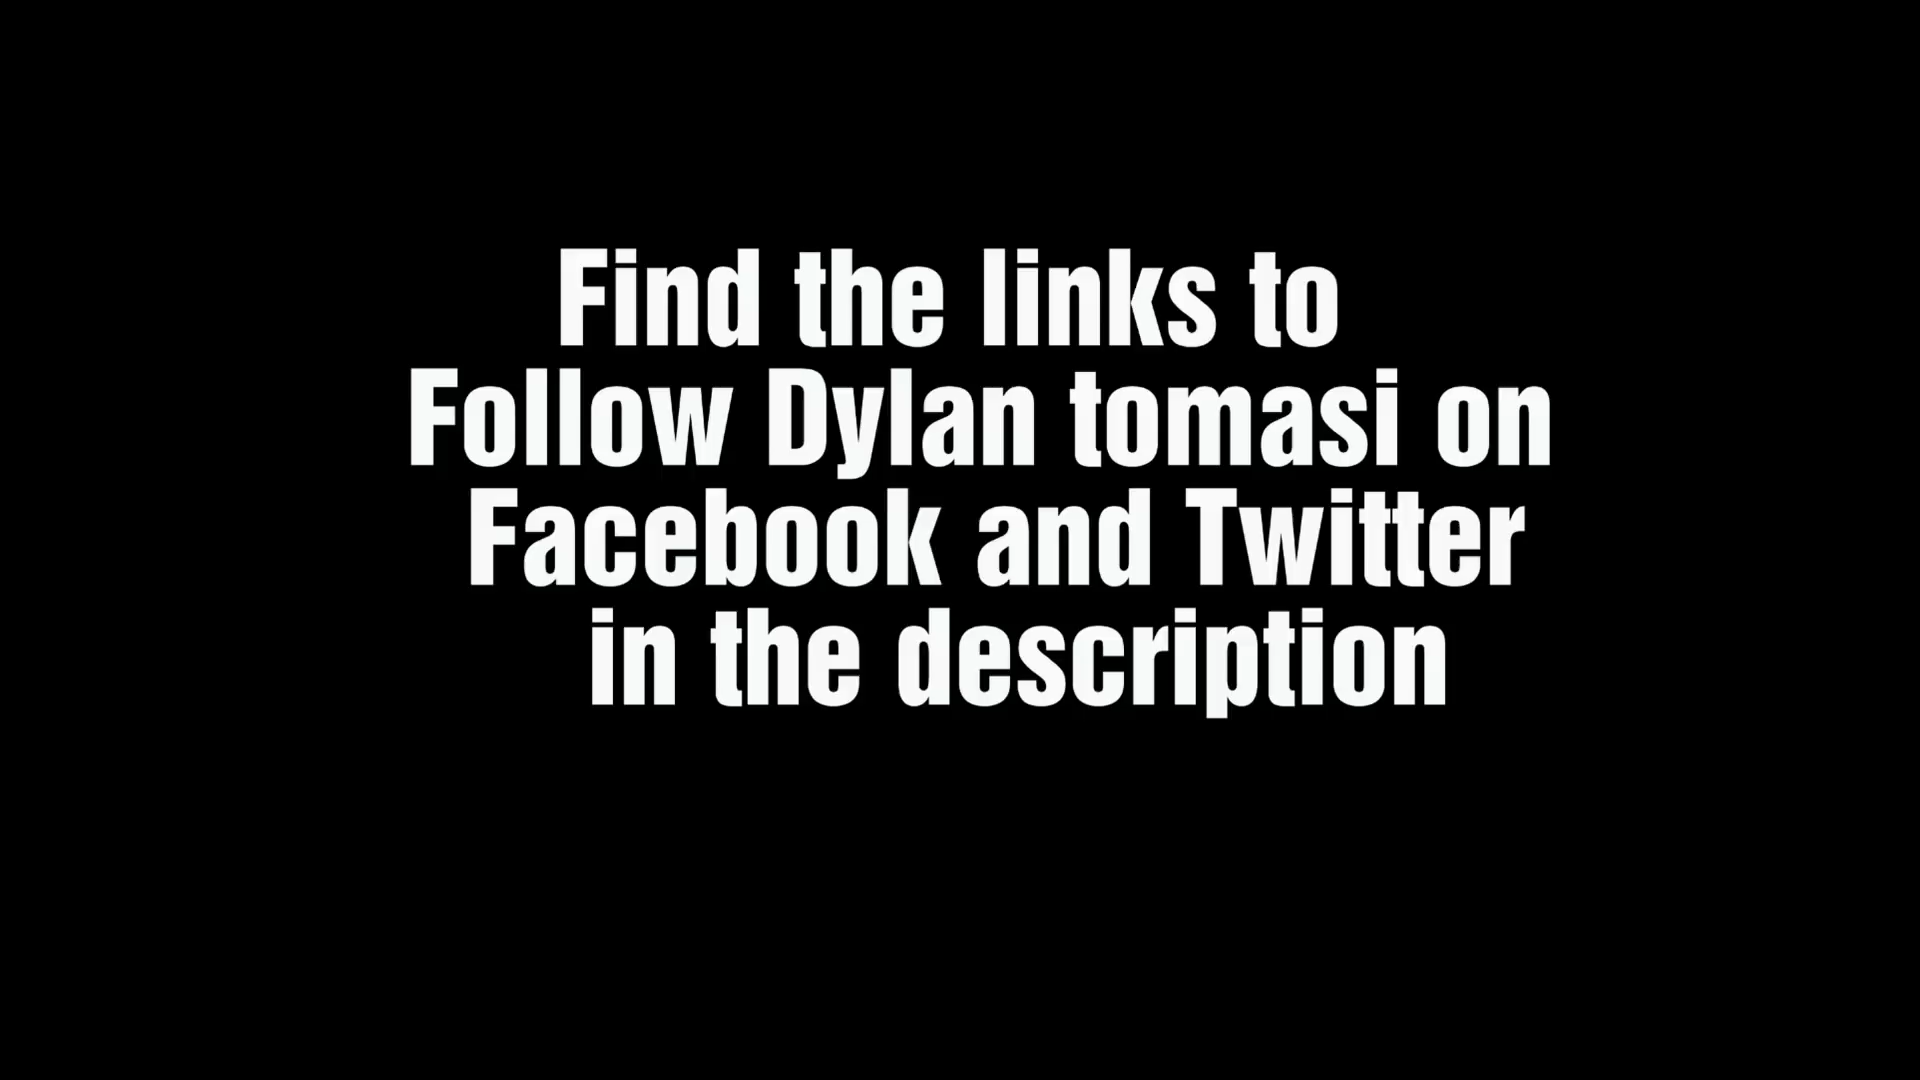 Find the links to
Follow Dylan tomasi on
Facebook and Twitter
in the description